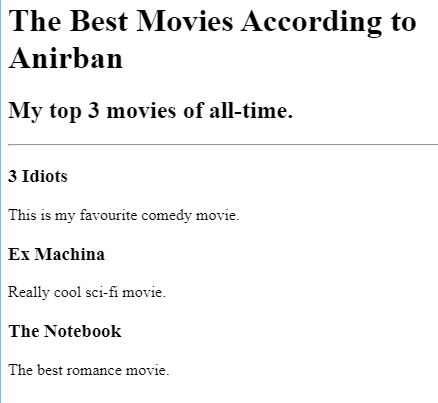 The Best Movies According to
Anirban
My top 3 movies of all-time.
3 Idiots
This is my favourite comedy movie.
Ex Machina
Really cool sci-fi movie.
The Notebook
The best romance movie.